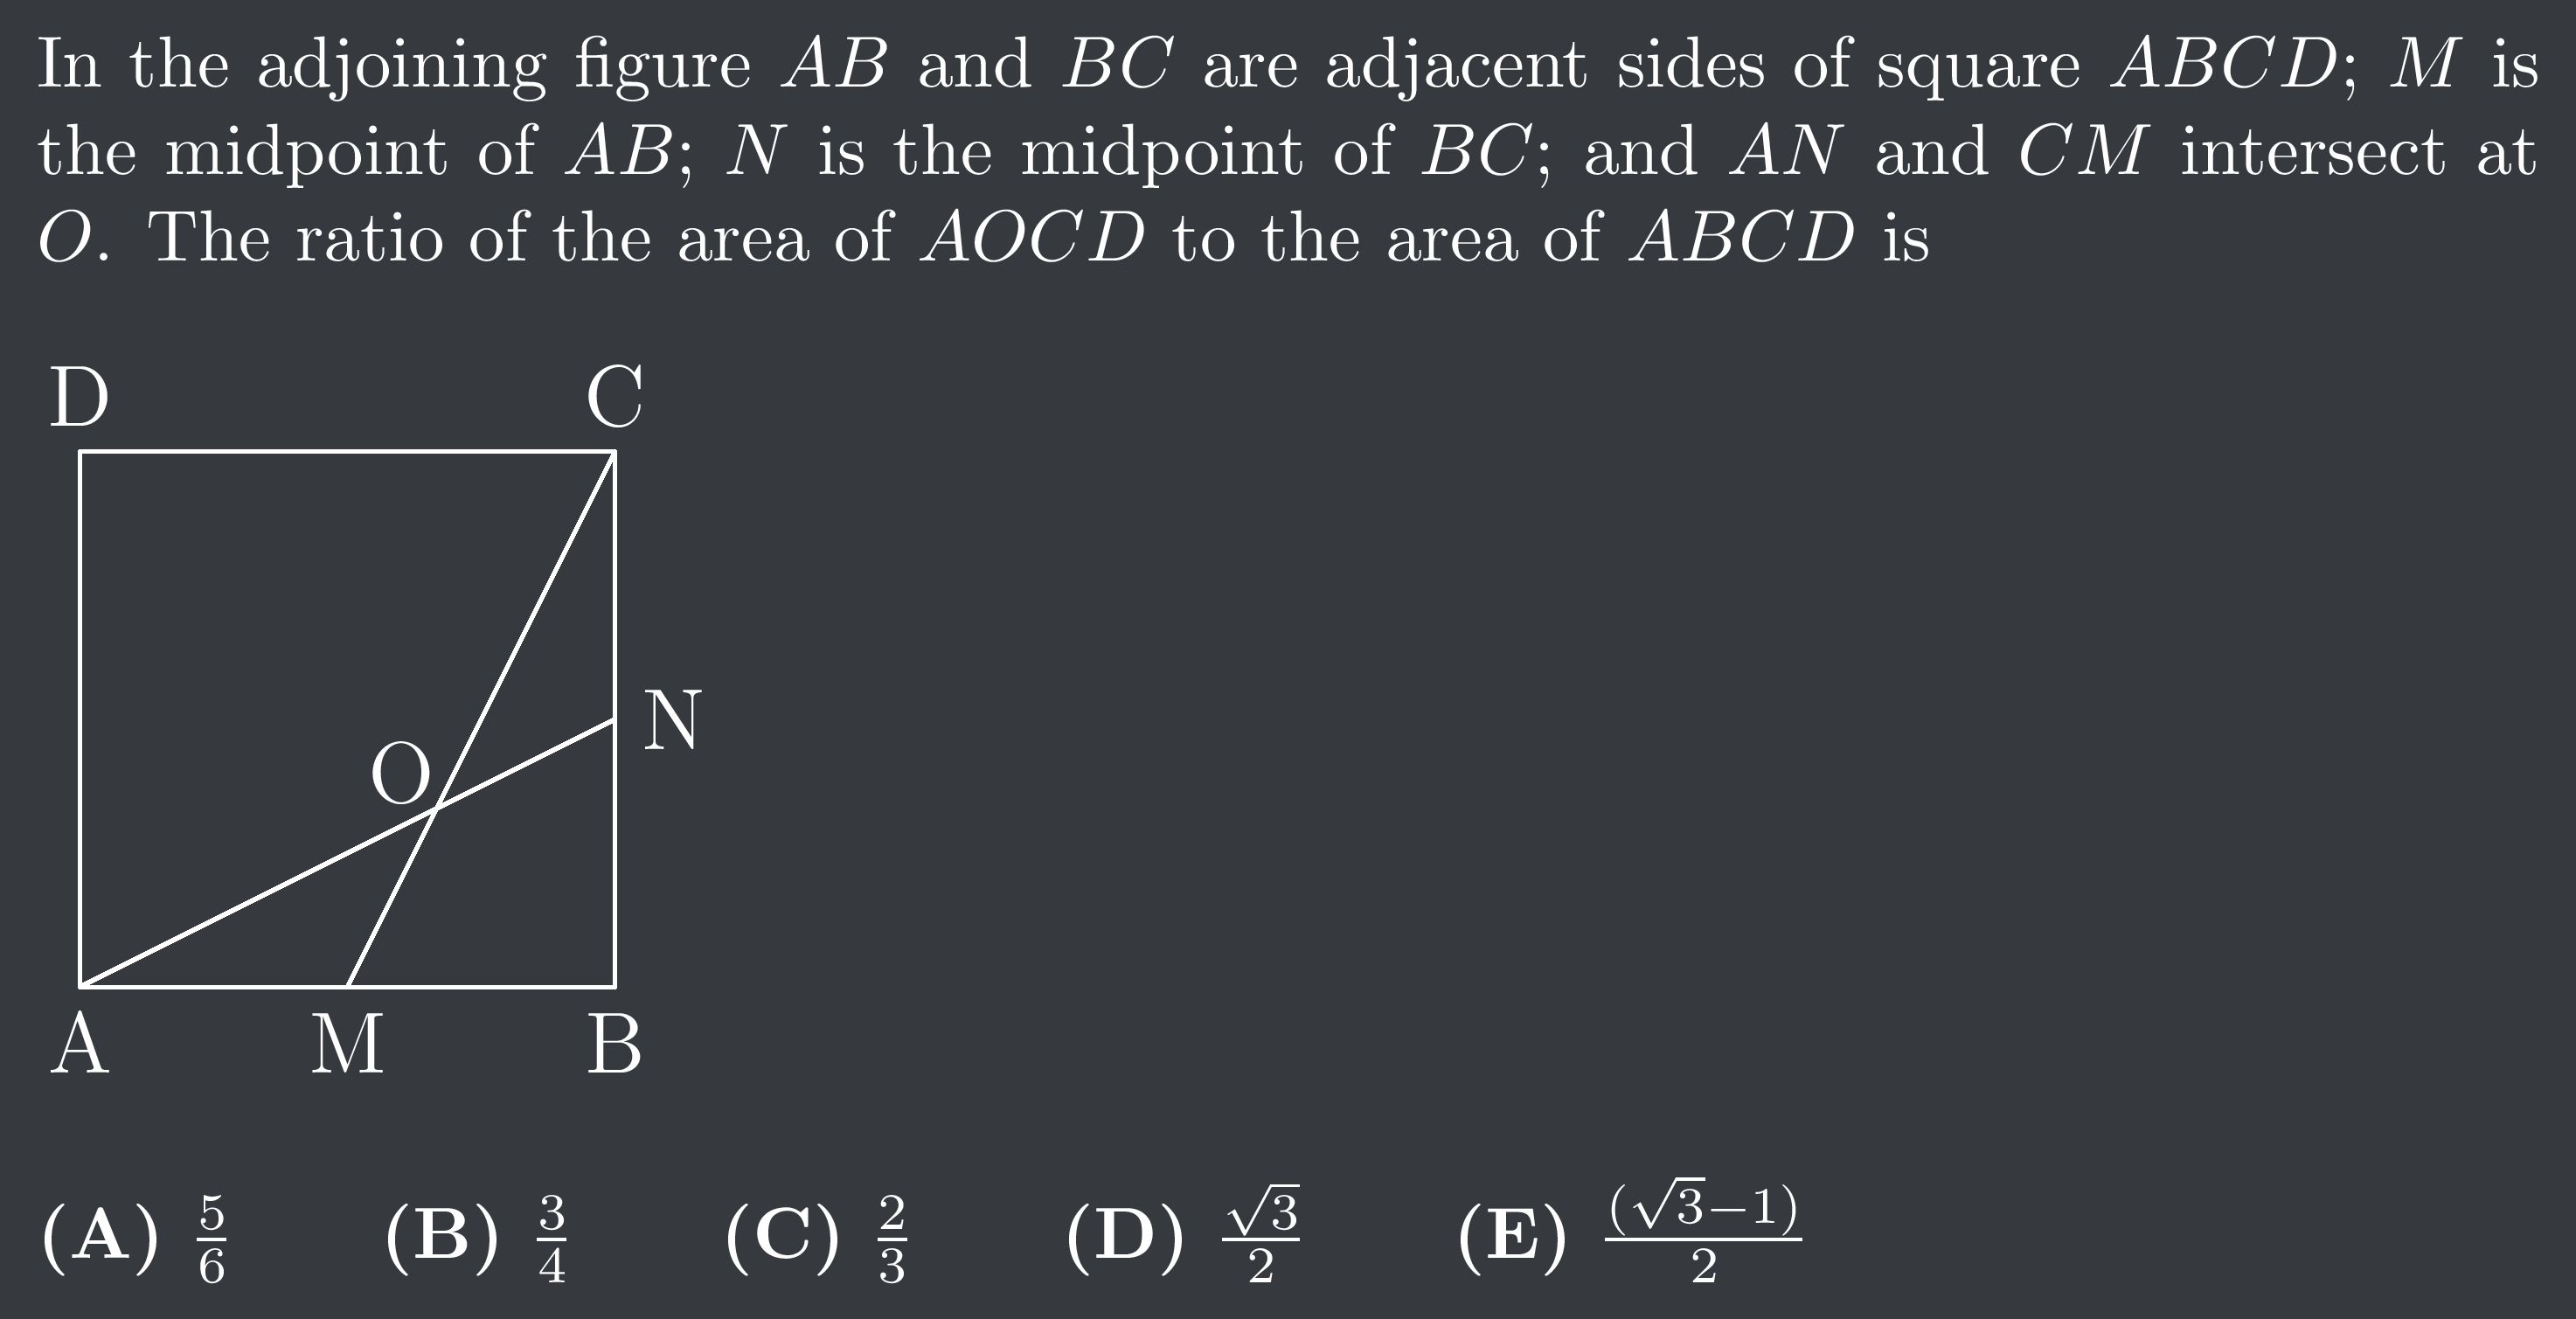 In the adjoining figure AB and BC are adjacent sides of square ABCD; M is
the midpoint of AB; N is the midpoint of BC; and AN and CM intersect at
O. The ratio of the area of AOCD to the area of ABCD is
D C
N
O
A M B
(A) 5/6 (B) 3/4 (C) 2/3 (D) √3/2 (E) (√3−1)/2